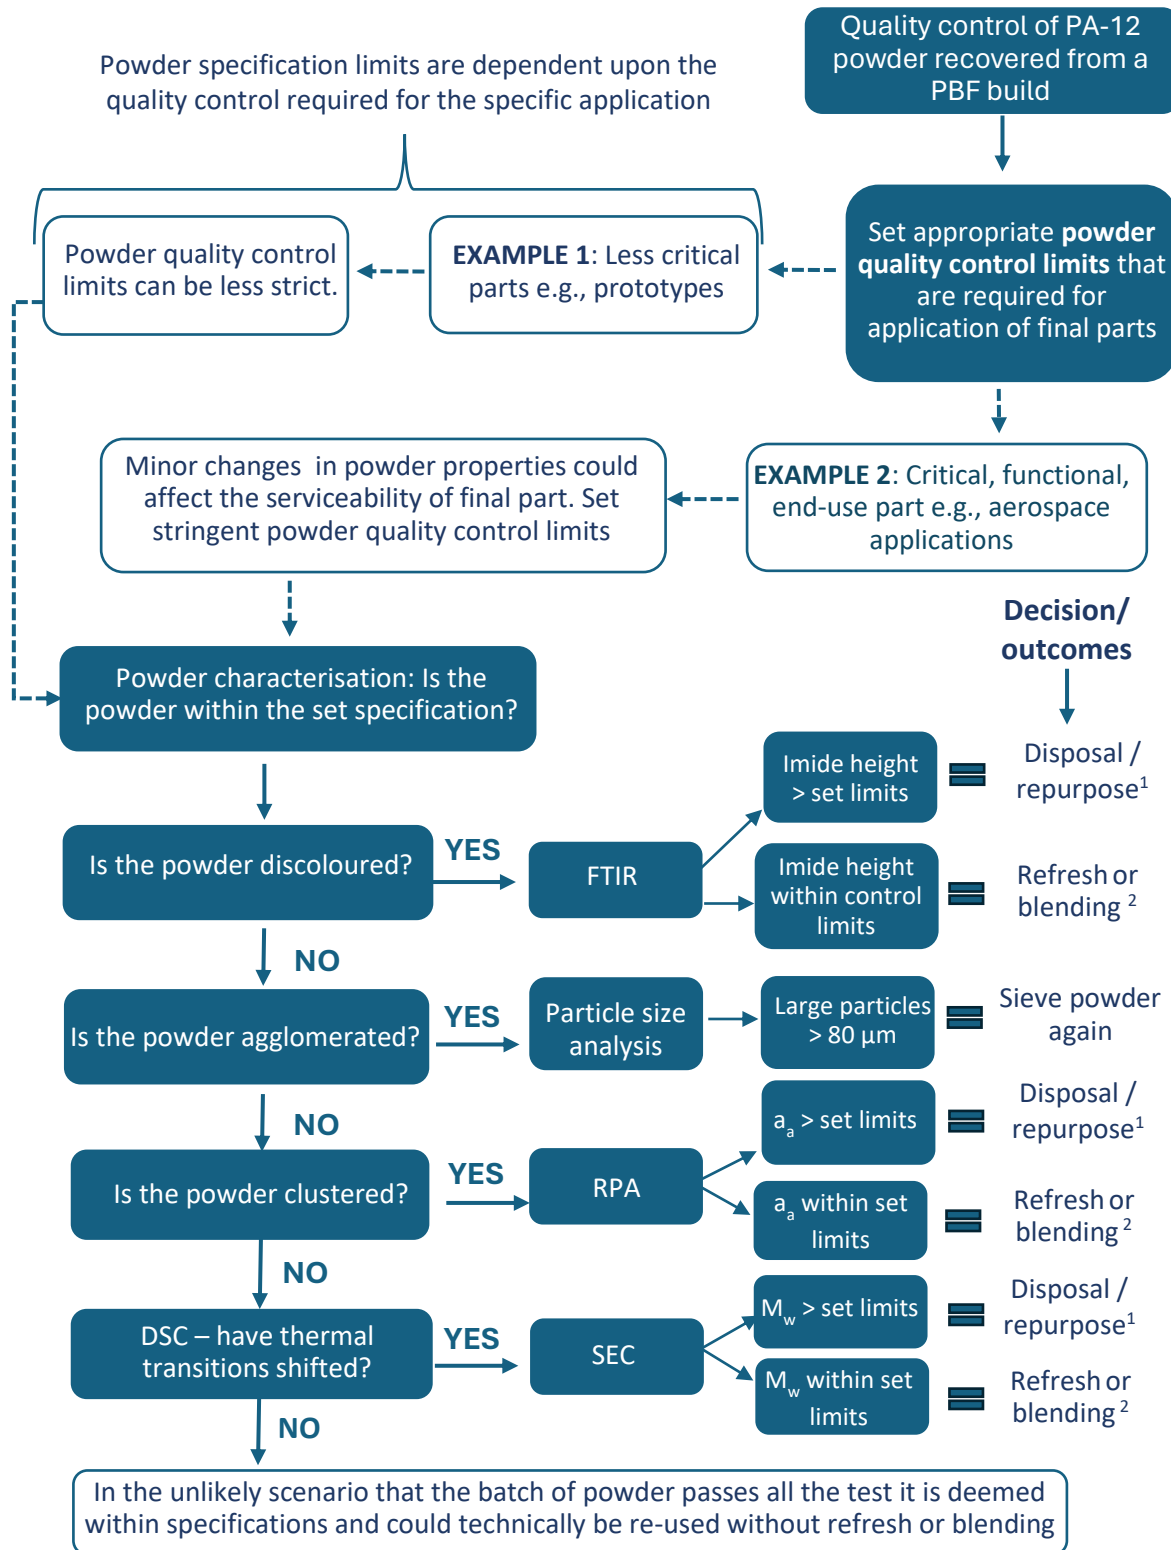 Quality control of PA-12
powder recovered from a
PBF build
Powder specification limits are dependent upon the
quality control required for the specific application
Set appropriate powder
quality control limits that
are required for
application of final parts
EXAMPLE 1: Less critical
parts e.g., prototypes
Powder quality control
limits can be less strict.
EXAMPLE 2: Critical, functional,
end-use part e.g., aerospace
applications
Minor changes in powder properties could
affect the serviceability of final part. Set
stringent powder quality control limits
Decision/
outcomes
Powder characterisation: Is the
powder within the set specification?
Is the powder discoloured?
YES
FTIR
Imide height
> set limits
Disposal /
repurpose¹
Imide height
within control
limits
Refresh or
blending ²
NO
Is the powder agglomerated?
YES
Particle size
analysis
Large particles
> 80 µm
Sieve powder
again
NO
Is the powder clustered?
YES
RPA
aₐ > set limits
Disposal /
repurpose¹
aₐ within set
limits
Refresh or
blending ²
NO
DSC – have thermal
transitions shifted?
YES
SEC
M_w > set limits
Disposal /
repurpose¹
M_w within set
limits
Refresh or
blending ²
NO
In the unlikely scenario that the batch of powder passes all the test it is deemed
within specifications and could technically be re-used without refresh or blending